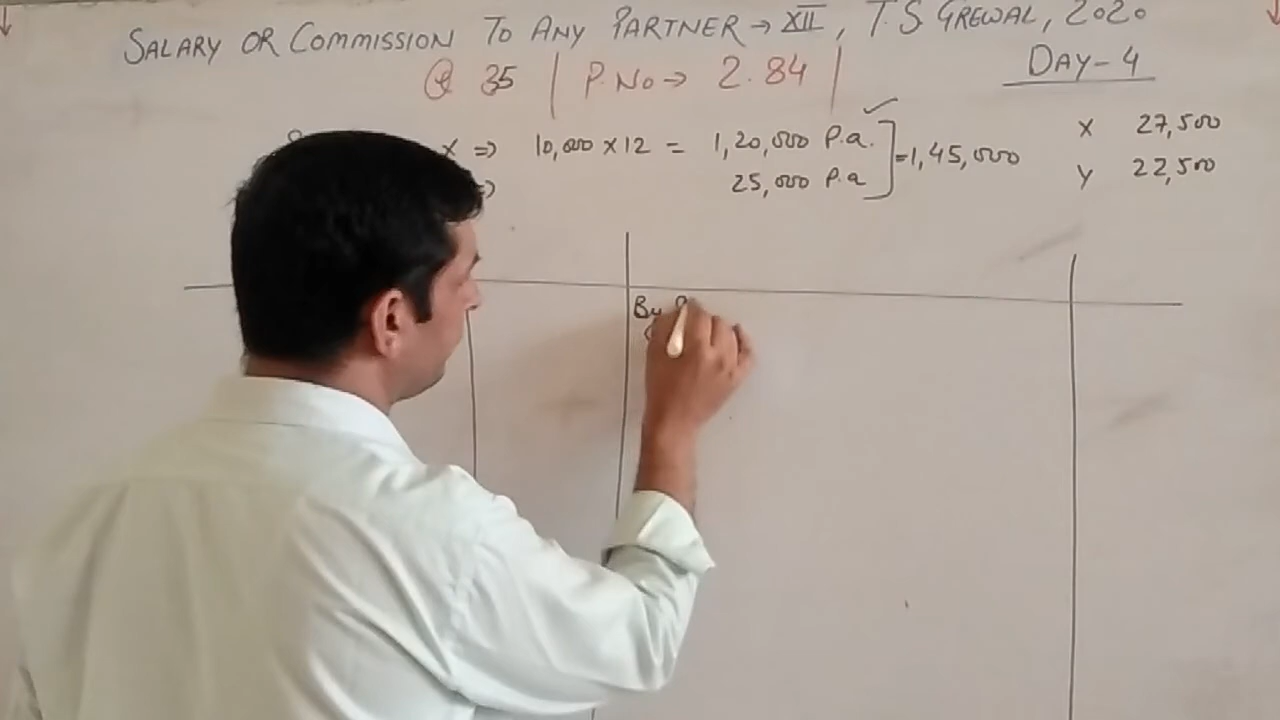 SALARY OR COMMISSION TO ANY PARTNER → XII, T.S GREWAL, 2020
Q 35 | P.No → 2.84 |
DAY-4
X ⇒ 10,000 × 12 = 1,20,000 P.a.
25,000 P.a
= 1,45,000
X 27,500
Y 22,500
By